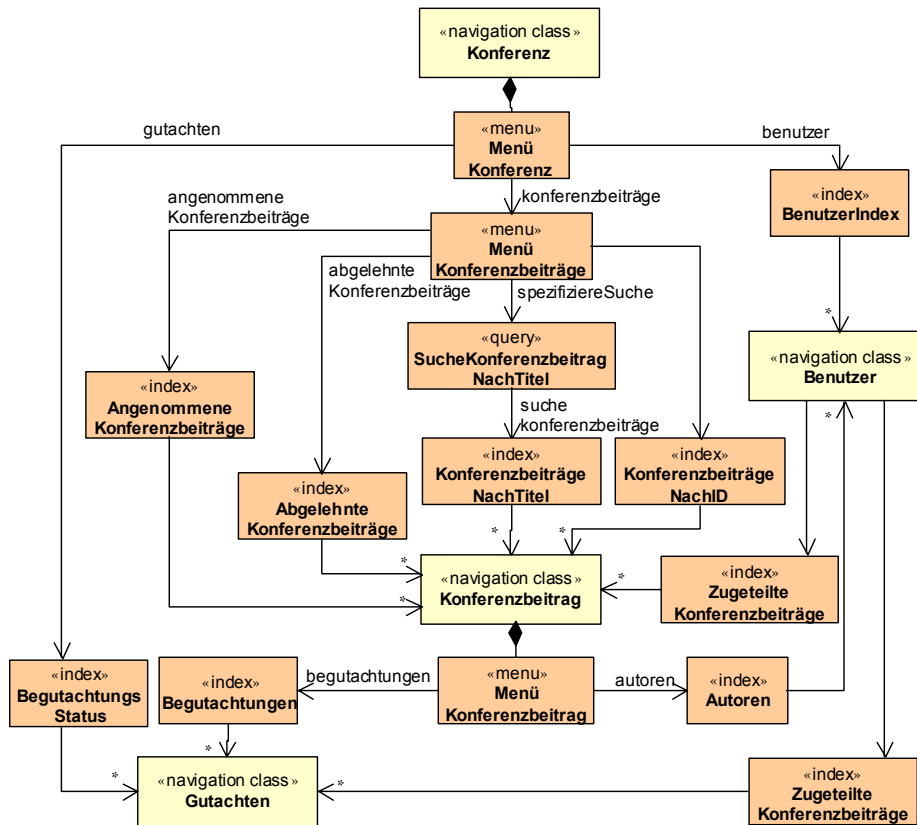 «navigation class»
Konferenz
gutachten
«menu»
Menü
Konferenz
benutzer
angenommene
Konferenzbeiträge
konferenzbeiträge
«index»
BenutzerIndex
«menu»
Menü
Konferenzbeiträge
abgelehnte
Konferenzbeiträge
spezifiziereSuche
*
«query»
SucheKonferenzbeitrag
NachTitel
«navigation class»
Benutzer
«index»
Angenommene
Konferenzbeiträge
suche
konferenzbeiträge
*
«index»
Konferenzbeiträge
NachTitel
«index»
Konferenzbeiträge
NachID
«index»
Abgelehnte
Konferenzbeiträge
*
*
*
*
*
«navigation class»
Konferenzbeitrag
«index»
Zugeteilte
Konferenzbeiträge
«index»
Begutachtungs
Status
«index»
Begutachtungen
begutachtungen
«menu»
Menü
Konferenzbeitrag
autoren
«index»
Autoren
*
*
*
«navigation class»
Gutachten
«index»
Zugeteilte
Konferenzbeiträge